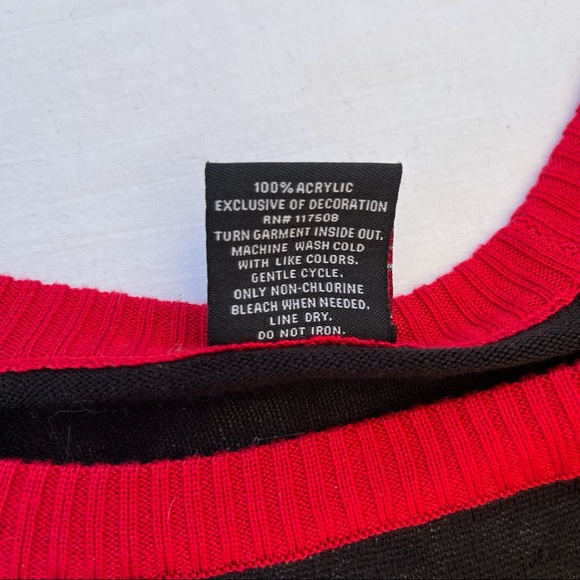 100% ACRYLIC
EXCLUSIVE OF DECORATION
RN# 117508
TURN GARMENT INSIDE OUT.
MACHINE WASH COLD
WITH LIKE COLORS.
GENTLE CYCLE.
ONLY NON-CHLORINE
BLEACH WHEN NEEDED.
LINE DRY.
DO NOT IRON.